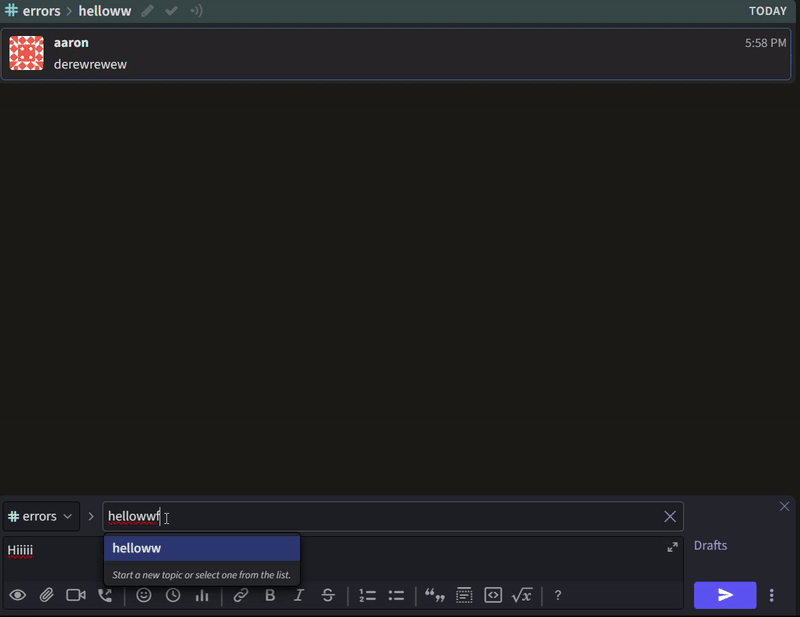 # errors > helloww TODAY
aaron 5:58 PM
derewrewew
# errors > hellowwf
Hiiiii
helloww
Start a new topic or select one from the list.
Drafts
B I S ?